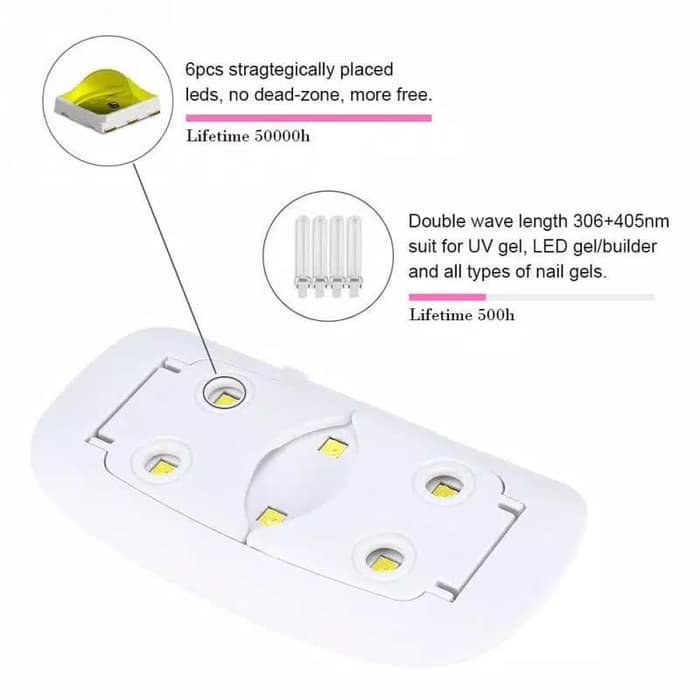 6pcs stragtegically placed
leds, no dead-zone, more free.
Lifetime 50000h
Double wave length 306+405nm
suit for UV gel, LED gel/builder
and all types of nail gels.
Lifetime 500h